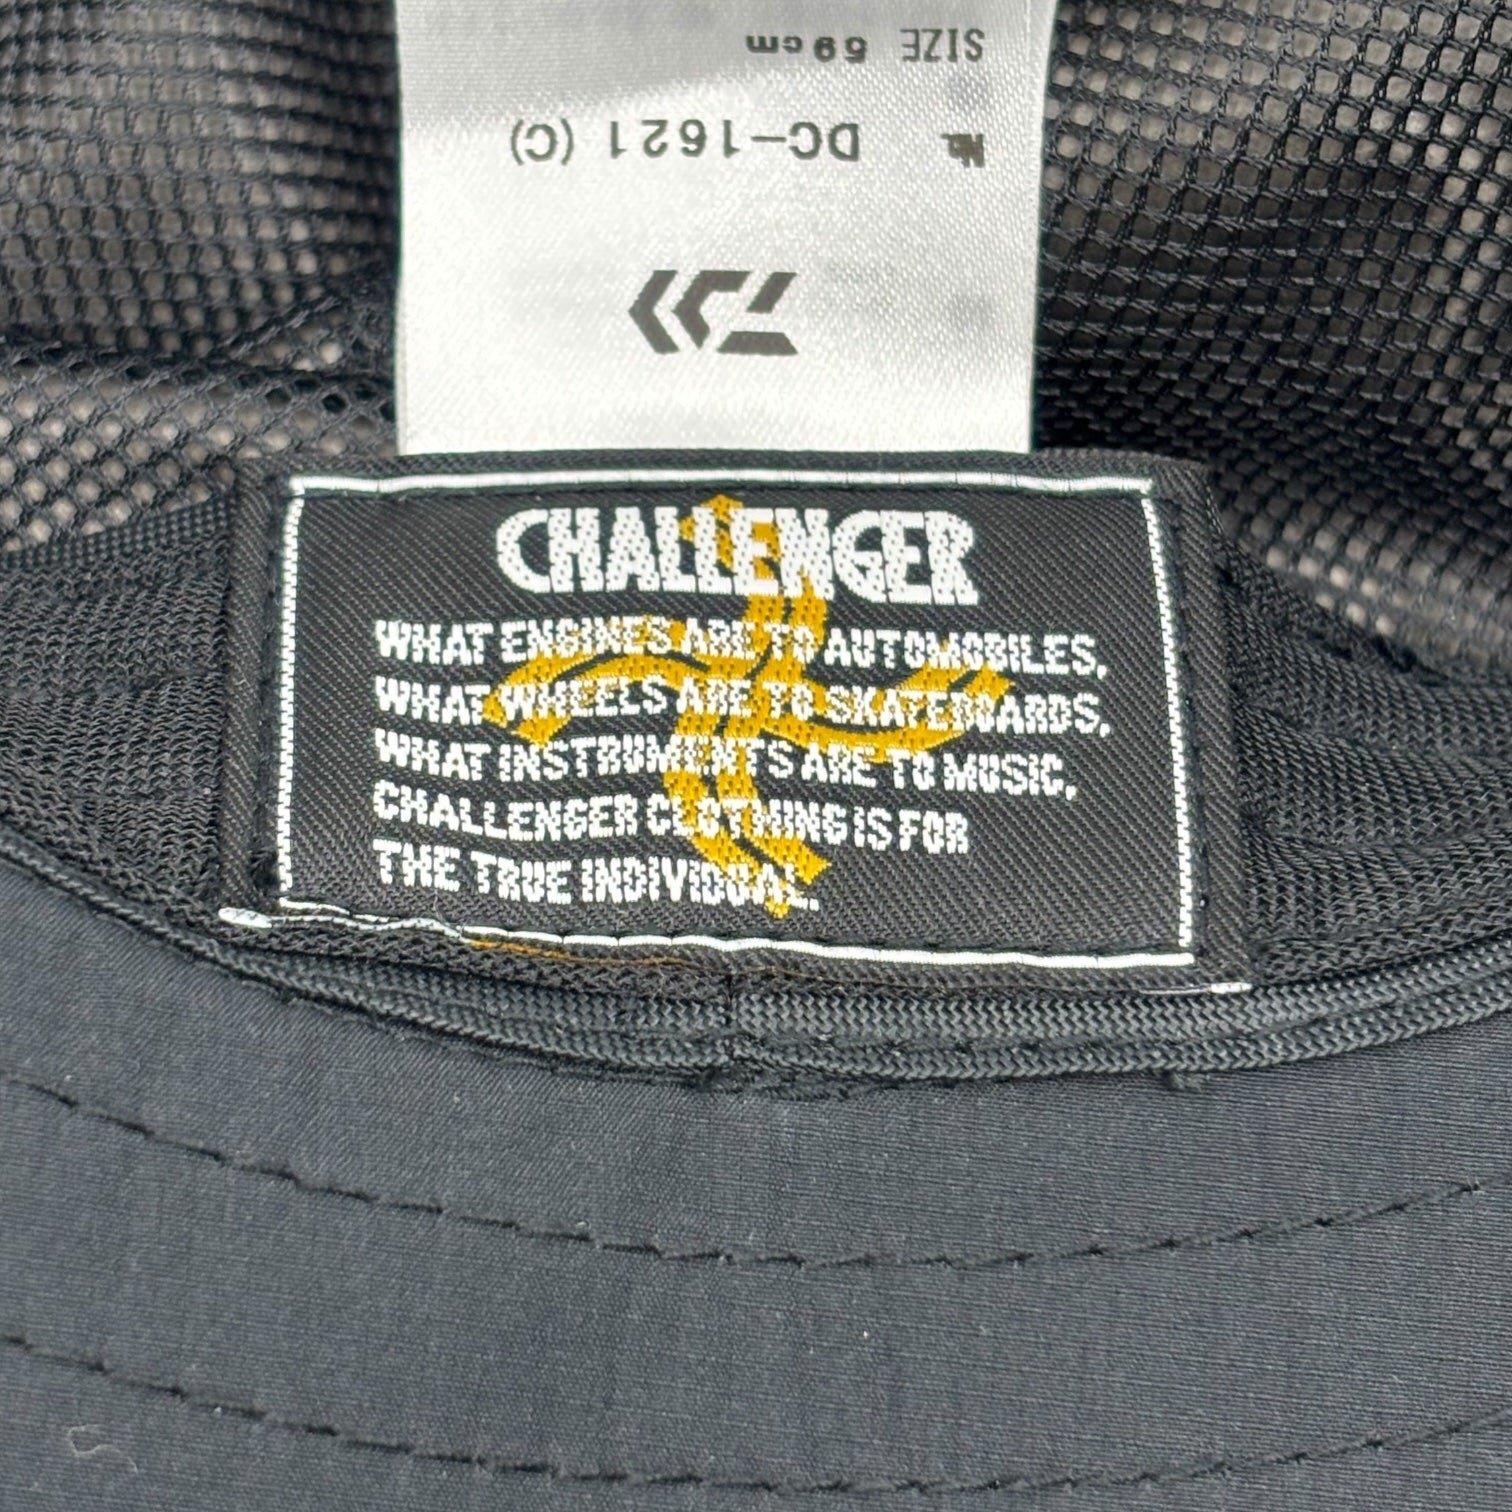 SIZE 59cm
No. DC-1621 (C)
CHALLENGER
WHAT ENGINES ARE TO AUTOMOBILES,
WHAT WHEELS ARE TO SKATEBOARDS,
WHAT INSTRUMENTS ARE TO MUSIC.
CHALLENGER CLOTHING IS FOR
THE TRUE INDIVIDUAL.